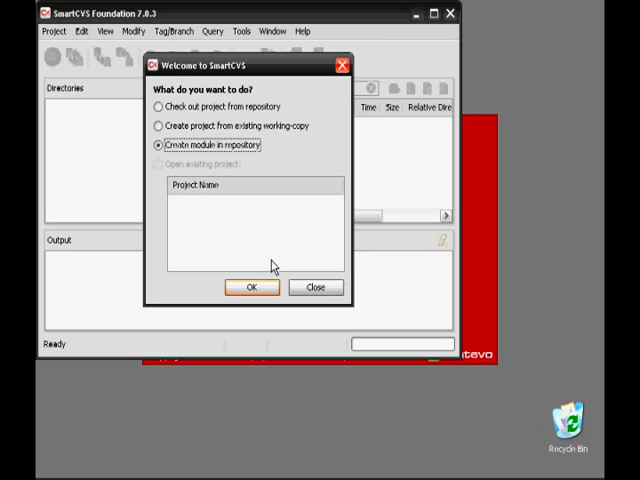 SmartCVS Foundation 7.0.3
Project Edit View Modify Tag/Branch Query Tools Window Help
Welcome to SmartCVS
What do you want to do?
Directories
Check out project from repository
Time Size Relative Dire
Create project from existing working-copy
Create module in repository
Open existing project:
Project Name
Output
OK Close
Ready
Recycle Bin